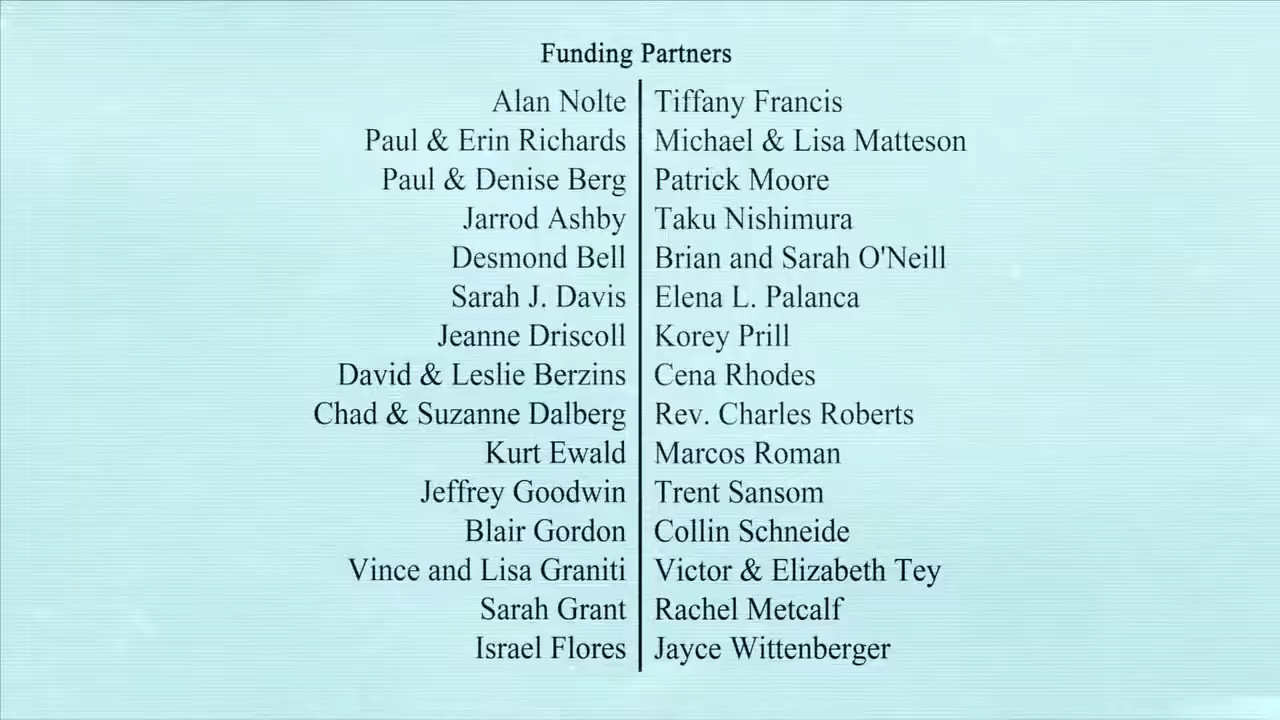 Funding Partners
Alan Nolte
Paul & Erin Richards
Paul & Denise Berg
Jarrod Ashby
Desmond Bell
Sarah J. Davis
Jeanne Driscoll
David & Leslie Berzins
Chad & Suzanne Dalberg
Kurt Ewald
Jeffrey Goodwin
Blair Gordon
Vince and Lisa Graniti
Sarah Grant
Israel Flores
Tiffany Francis
Michael & Lisa Matteson
Patrick Moore
Taku Nishimura
Brian and Sarah O'Neill
Elena L. Palanca
Korey Prill
Cena Rhodes
Rev. Charles Roberts
Marcos Roman
Trent Sansom
Collin Schneide
Victor & Elizabeth Tey
Rachel Metcalf
Jayce Wittenberger